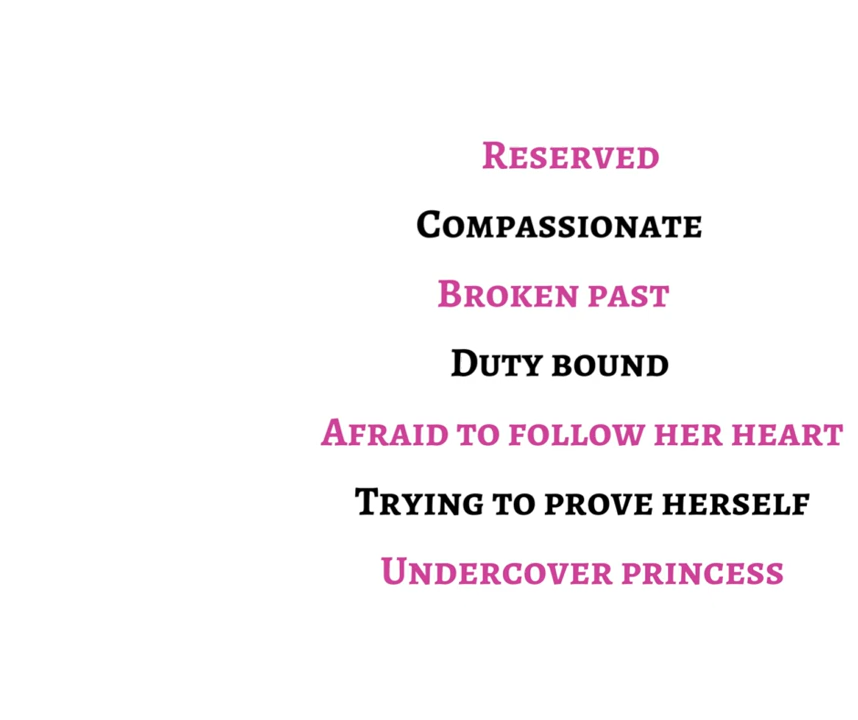 Reserved
Compassionate
Broken past
Duty bound
Afraid to follow her heart
Trying to prove herself
Undercover princess